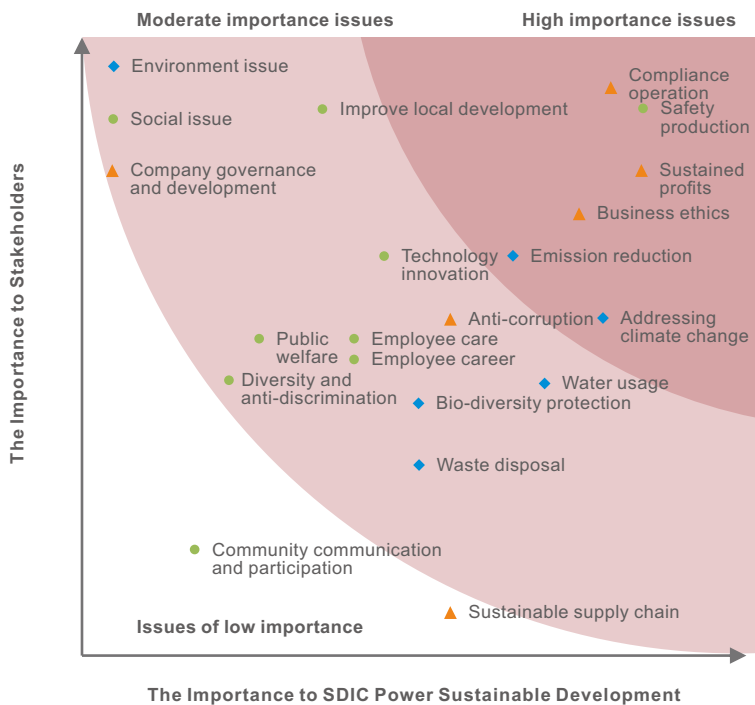 Moderate importance issues
High importance issues
Environment issue
Compliance
operation
Improve local development
Safety
production
Social issue
Company governance
and development
Sustained
profits
Business ethics
Technology
innovation
Emission reduction
Anti-corruption
Addressing
climate change
Public
welfare
Employee care
Employee career
Diversity and
anti-discrimination
Water usage
Bio-diversity protection
Waste disposal
Community communication
and participation
Sustainable supply chain
Issues of low importance
The Importance to Stakeholders
The Importance to SDIC Power Sustainable Development